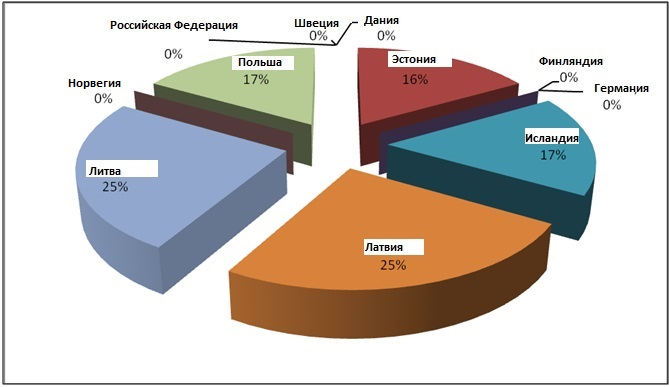 Дания
0%
Эстония
16%
Финляндия
0%
Германия
0%
Исландия
17%
Латвия
25%
Литва
25%
Норвегия
0%
Польша
17%
Российская Федерация
0%
Швеция
0%